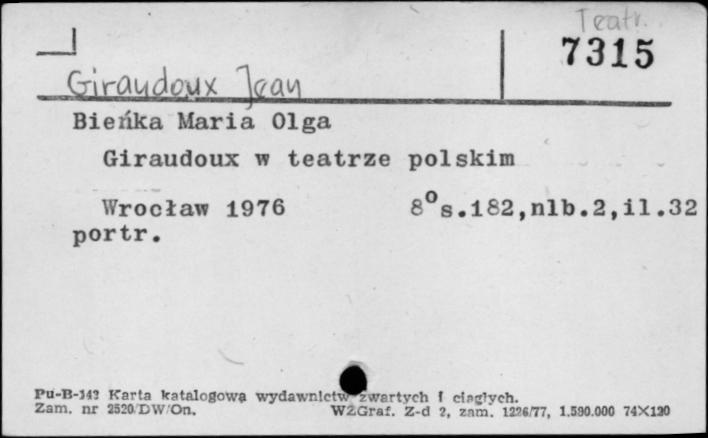 Teatr.
7315
Giraudoux Jean
Bieńka Maria Olga
Giraudoux w teatrze polskim
Wrocław 1976 8°s.182,nlb.2,il.32
portr.
Pu-B-142 Karta katalogowa wydawnictw zwartych i ciągłych.
Zam. nr 2520/DW/On. WZGraf. Z-d 2, zam. 1226/77, 1.590.000 74X120